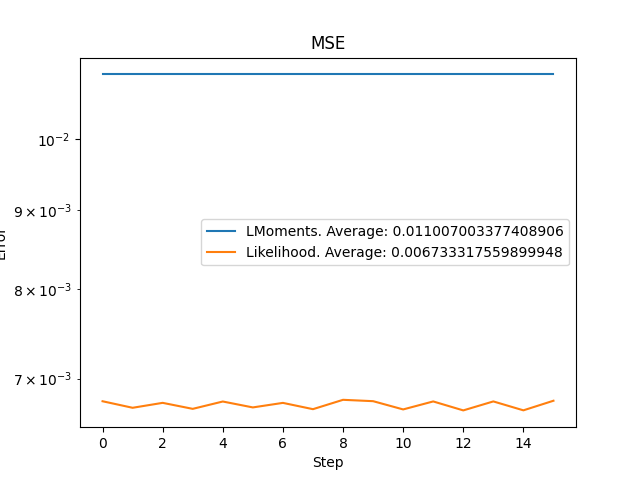 MSE
10⁻²
9 × 10⁻³
8 × 10⁻³
7 × 10⁻³
Error
LMoments. Average: 0.011007003377408906
Likelihood. Average: 0.006733317559899948
0 2 4 6 8 10 12 14
Step